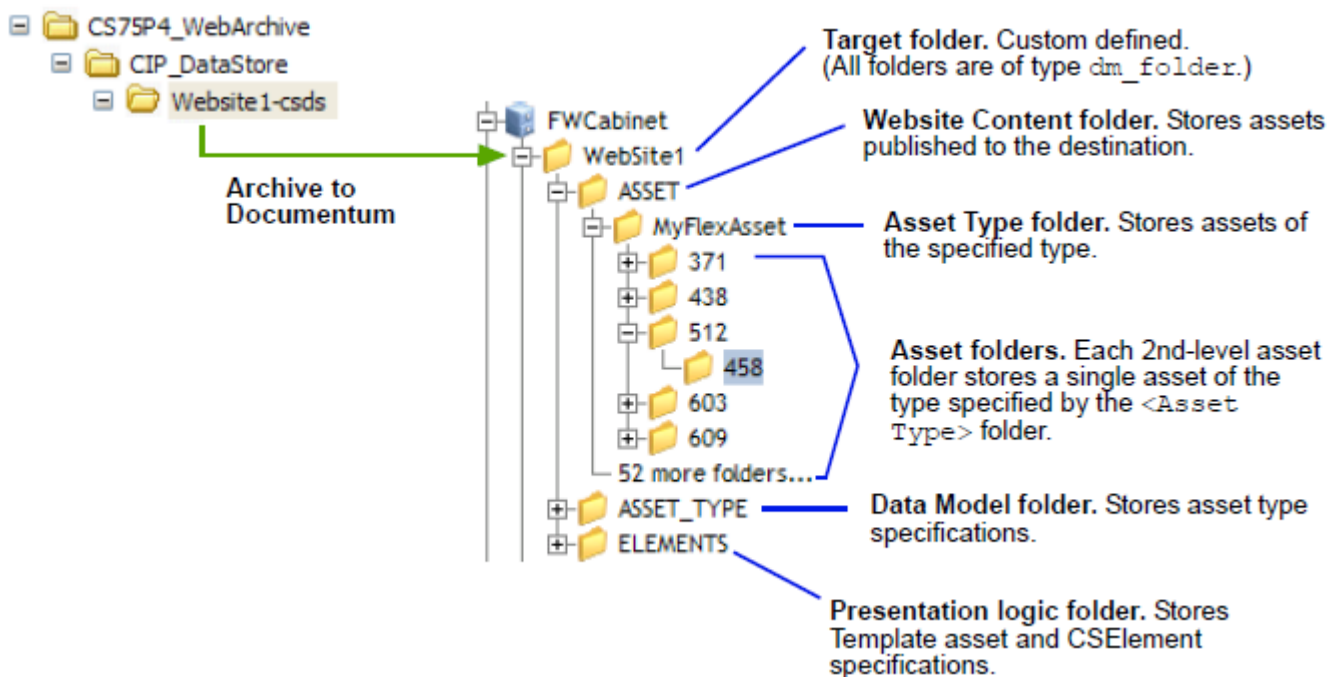 CS75P4_WebArchive
CIP_DataStore
Website1-csds
Archive to
Documentum
FWCabinet
WebSite1
ASSET
MyFlexAsset
371
438
512
458
603
609
52 more folders...
ASSET_TYPE
ELEMENTS
Target folder. Custom defined.
(All folders are of type dm_folder.)
Website Content folder. Stores assets
published to the destination.
Asset Type folder. Stores assets of
the specified type.
Asset folders. Each 2nd-level asset
folder stores a single asset of the
type specified by the <Asset
Type> folder.
Data Model folder. Stores asset type
specifications.
Presentation logic folder. Stores
Template asset and CSElement
specifications.